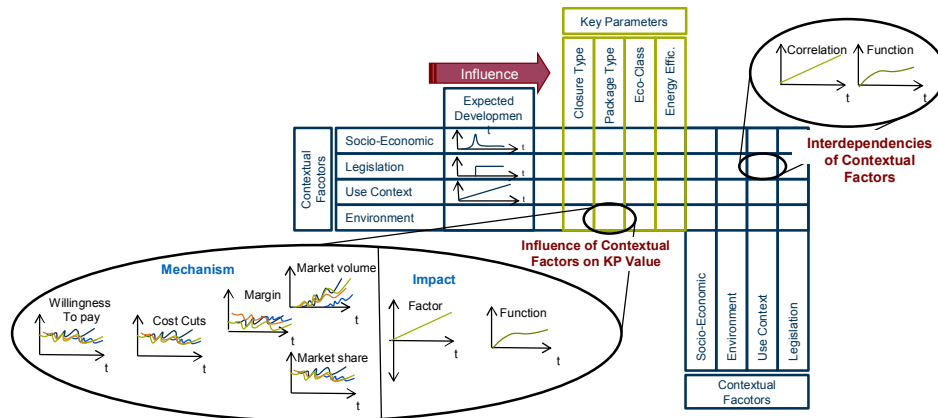 Key Parameters
Influence
Closure Type
Package Type
Eco-Class
Energy Effic.
Correlation
Function
t
t
Expected
Developmen
t
Contextual
Facotors
Socio-Economic
t
Legislation
t
Use Context
t
Environment
Interdependencies
of Contextual
Factors
Influence of Contextual
Factors on KP Value
Mechanism
Impact
Market volume
t
Willingness
To pay
t
Cost Cuts
t
Margin
t
Market share
t
Factor
t
Function
t
Socio-Economic
Environment
Use Context
Legislation
Contextual
Facotors